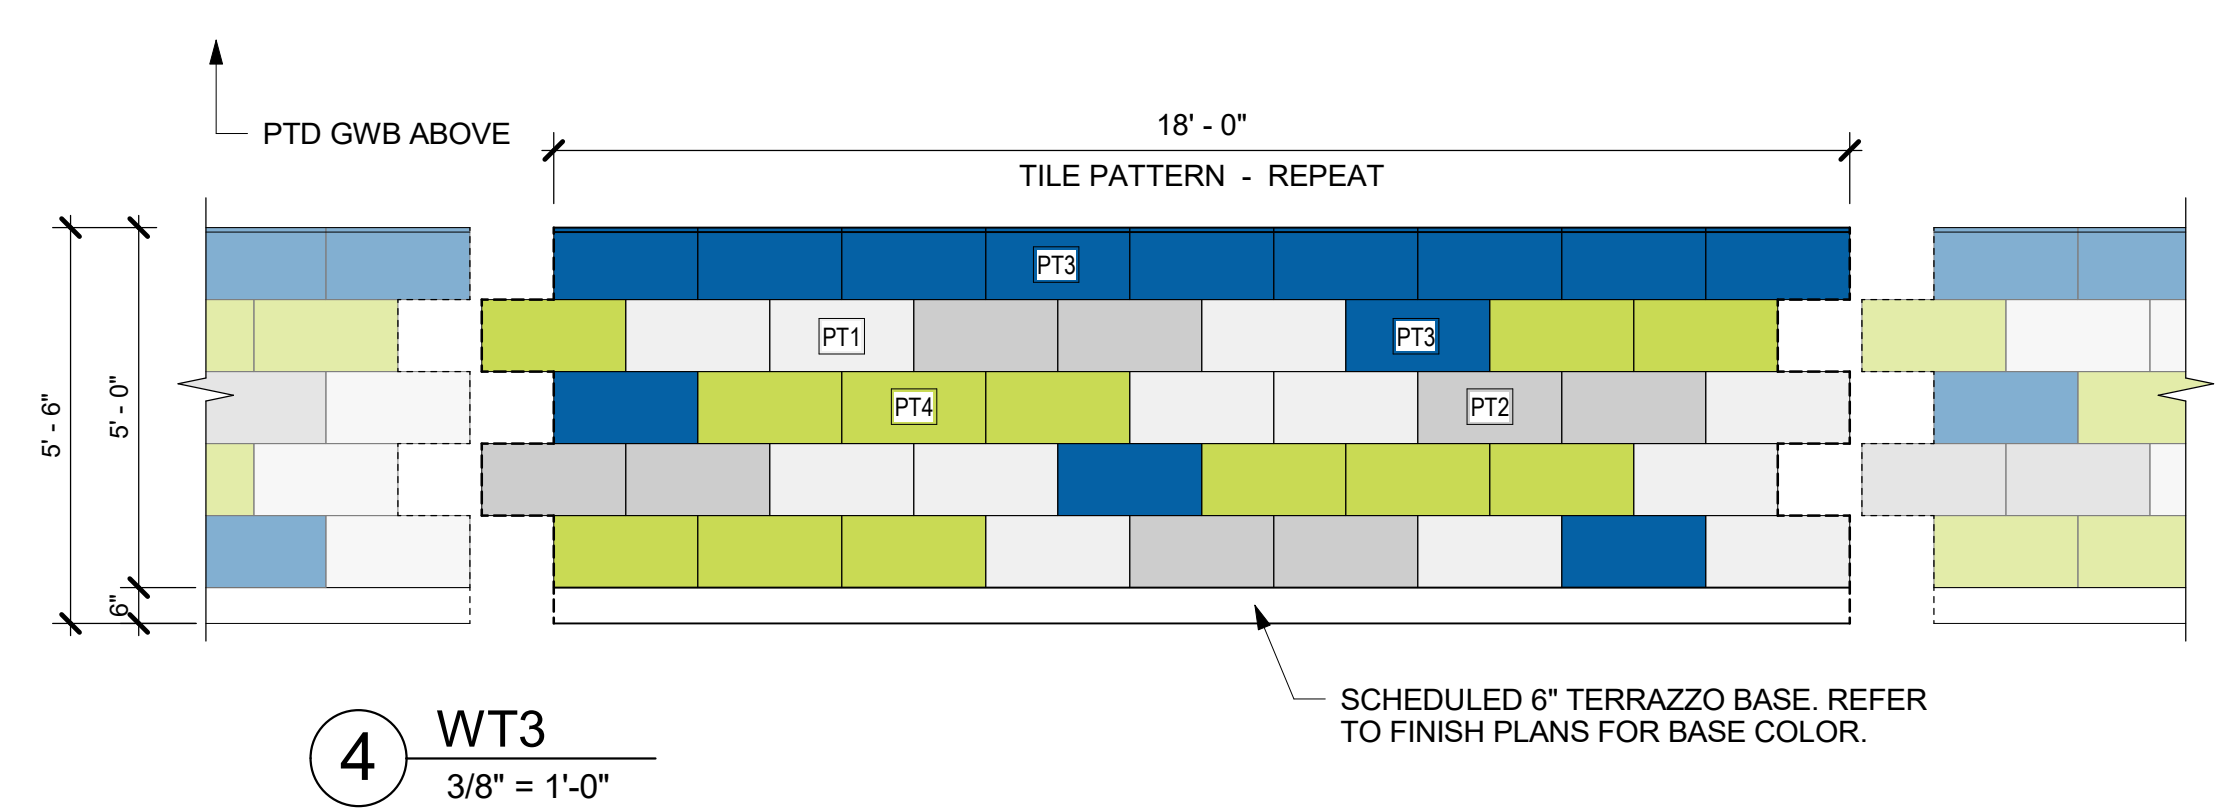 PTD GWB ABOVE
18' - 0"
TILE PATTERN - REPEAT
PT3
PT1
PT3
PT4
PT2
5' - 6"
5' - 0"
6"
SCHEDULED 6" TERRAZZO BASE. REFER
TO FINISH PLANS FOR BASE COLOR.
4
WT3
3/8" = 1'-0"